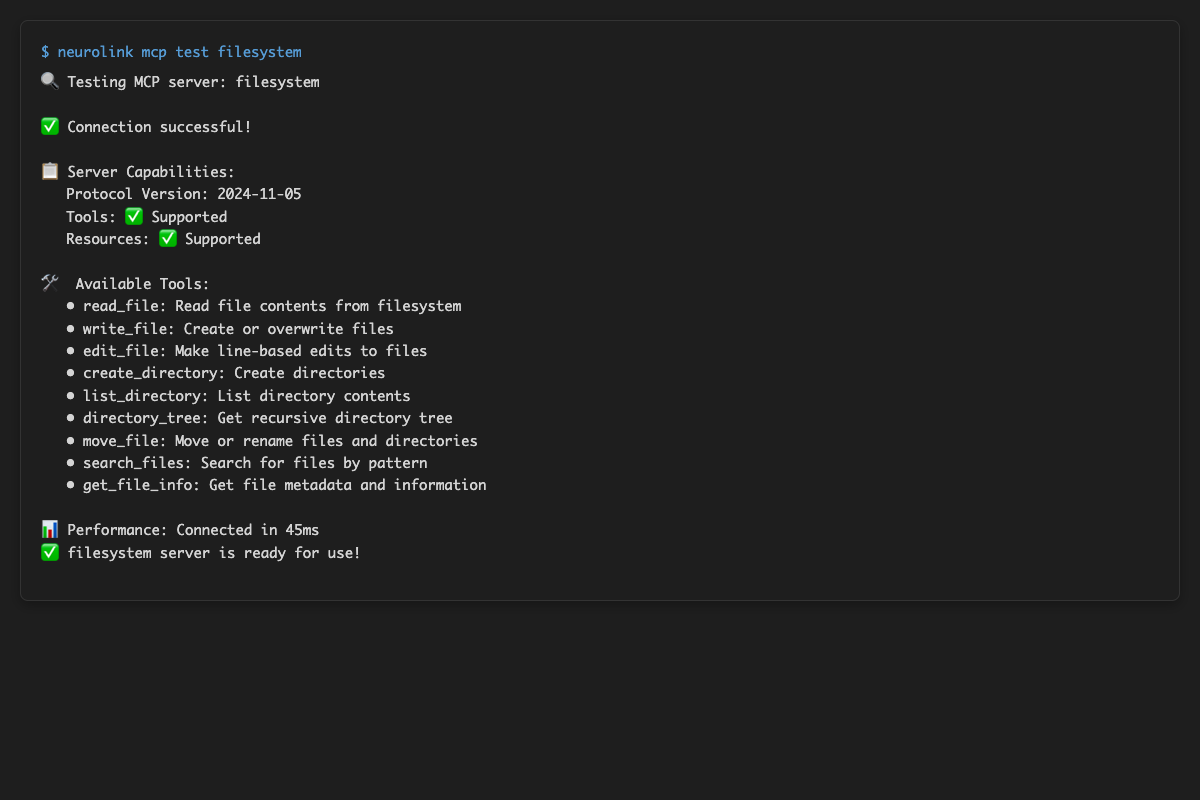 $ neurolink mcp test filesystem
🔍 Testing MCP server: filesystem
✅ Connection successful!
📋 Server Capabilities:
Protocol Version: 2024-11-05
Tools: ✅ Supported
Resources: ✅ Supported
🛠️ Available Tools:
• read_file: Read file contents from filesystem
• write_file: Create or overwrite files
• edit_file: Make line-based edits to files
• create_directory: Create directories
• list_directory: List directory contents
• directory_tree: Get recursive directory tree
• move_file: Move or rename files and directories
• search_files: Search for files by pattern
• get_file_info: Get file metadata and information
📊 Performance: Connected in 45ms
✅ filesystem server is ready for use!